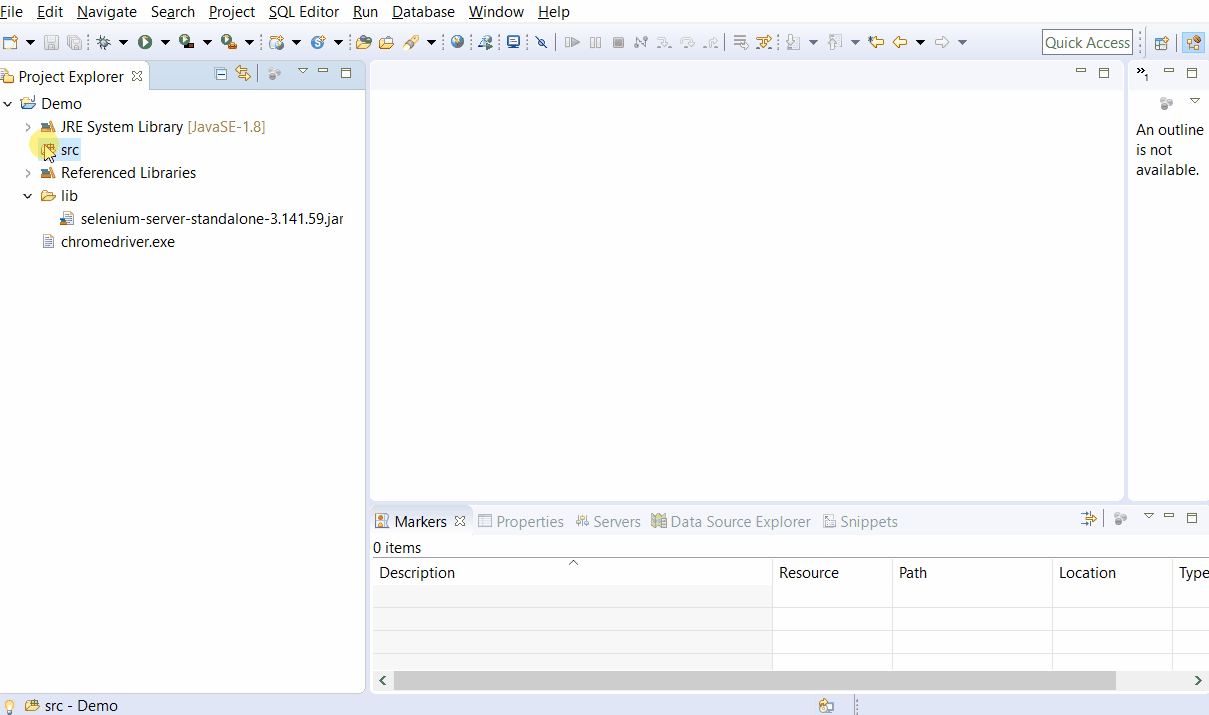 File Edit Navigate Search Project SQL Editor Run Database Window Help
Quick Access
Project Explorer
»1
Demo
JRE System Library [JavaSE-1.8]
src
Referenced Libraries
lib
selenium-server-standalone-3.141.59.jar
chromedriver.exe
An outline
is not
available.
Markers Properties Servers Data Source Explorer Snippets
0 items
Description Resource Path Location Type
src - Demo